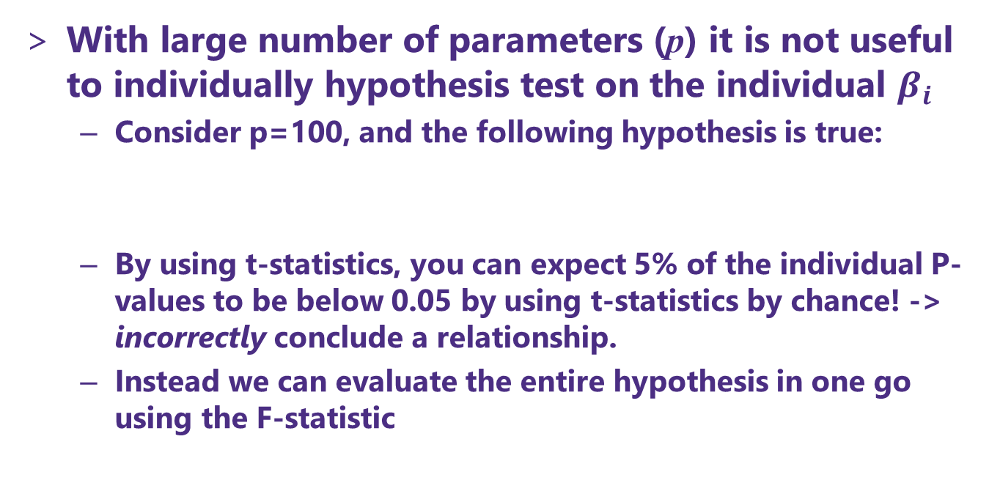 > With large number of parameters (p) it is not useful
to individually hypothesis test on the individual βᵢ
– Consider p=100, and the following hypothesis is true:
– By using t-statistics, you can expect 5% of the individual P-
values to be below 0.05 by using t-statistics by chance! ->
incorrectly conclude a relationship.
– Instead we can evaluate the entire hypothesis in one go
using the F-statistic